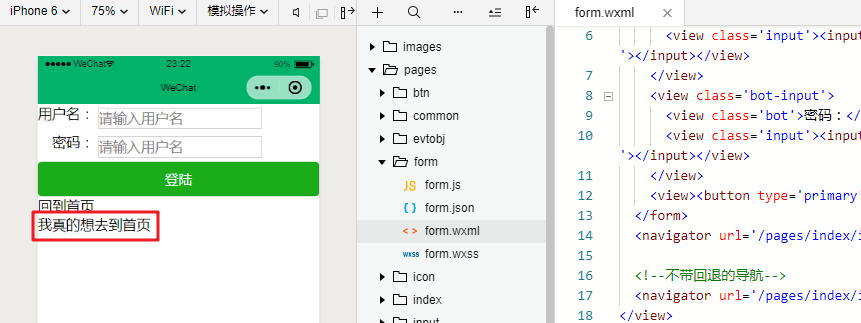 iPhone 6 75% WiFi 模拟操作
WeChat 23:22 90%
WeChat
用户名：
请输入用户名
密码：
请输入用户名
登陆
回到首页
我真的想去到首页
images
pages
btn
common
evtobj
form
JS form.js
{ } form.json
< > form.wxml
wxss form.wxss
icon
index
input
form.wxml
6 <view class='input'><input
'></input></view>
7 </view>
8 <view class='bot-input'>
9 <view class='bot'>密码：</
10 <view class='input'><input
'></input></view>
11 </view>
12 <view><button type='primary'
13 </form>
14 <navigator url='/pages/index/i
15
16 <!--不带回退的导航-->
17 <navigator url='/pages/index/i
18 </view>